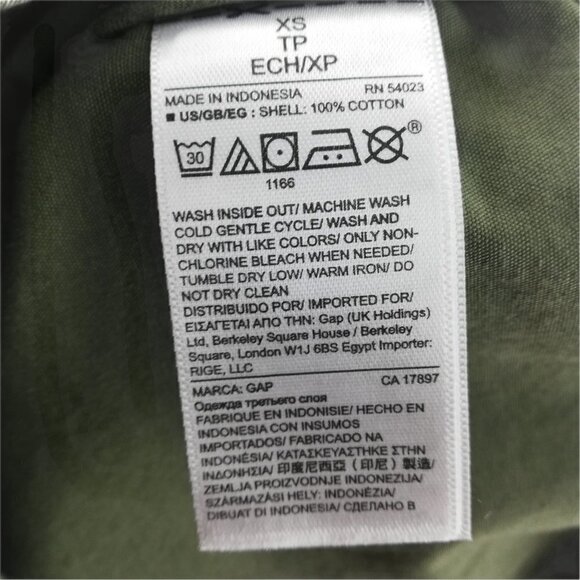 XS
TP
ECH/XP
MADE IN INDONESIA RN 54023
■ US/GB/EG : SHELL: 100% COTTON
30 ®
1166
WASH INSIDE OUT/ MACHINE WASH
COLD GENTLE CYCLE/ WASH AND
DRY WITH LIKE COLORS/ ONLY NON-
CHLORINE BLEACH WHEN NEEDED/
TUMBLE DRY LOW/ WARM IRON/ DO
NOT DRY CLEAN
DISTRIBUIDO POR/ IMPORTED FOR/
ΕΙΣΑΓΕΤΑΙ ΑΠΟ ΤΗΝ: Gap (UK Holdings)
Ltd, Berkeley Square House / Berkeley
Square, London W1J 6BS Egypt Importer:
RIGE, LLC
MARCA: GAP CA 17897
Одежда третьего слоя
FABRIQUE EN INDONISIE/ HECHO EN
INDONESIA CON INSUMOS
IMPORTADOS/ FABRICADO NA
INDONESIA/ ΚΑΤΑΣΚΕΥΑΣΤΗΚΕ ΣΤΗΝ
ΙΝΔΟΝΗΣΙΑ/ 印度尼西亞（印尼）製造/
ZEMLJA PROIZVODNJE INDONEZIJA/
SZÁRMAZÁSI HELY: INDONÉZIA/
DIBUAT DI INDONESIA/ СДЕЛАНО В